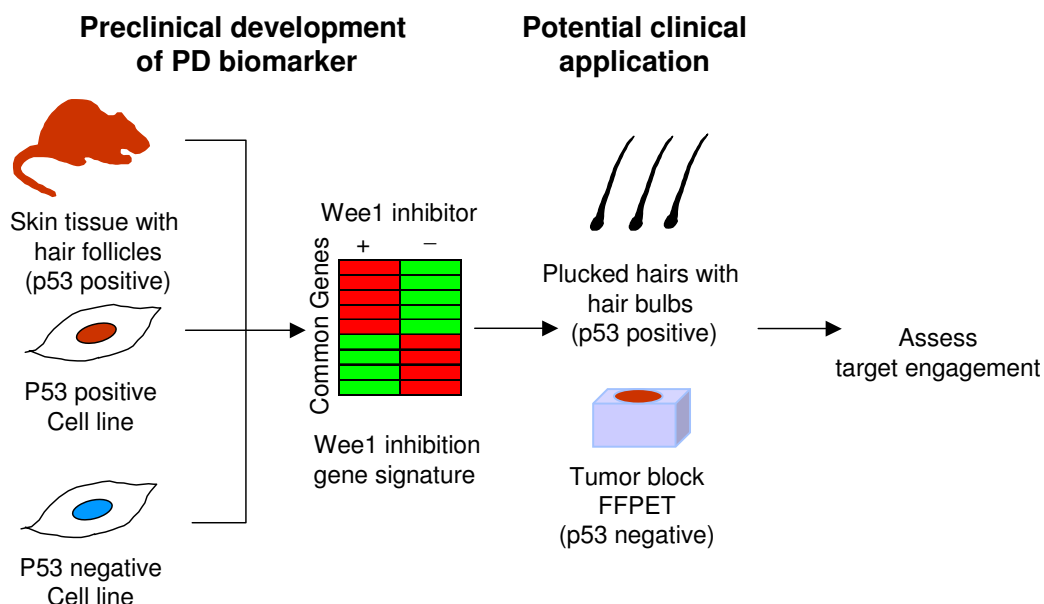 Preclinical development
of PD biomarker
Potential clinical
application
Skin tissue with
hair follicles
(p53 positive)
P53 positive
Cell line
P53 negative
Cell line
Wee1 inhibitor
+ −
Common Genes
Wee1 inhibition
gene signature
Plucked hairs with
hair bulbs
(p53 positive)
Tumor block
FFPET
(p53 negative)
Assess
target engagement